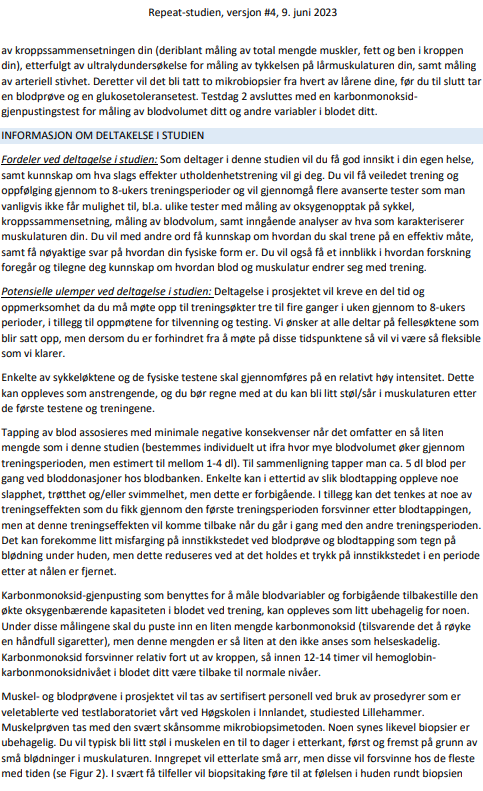 Repeat-studien, versjon #4, 9. juni 2023
av kroppssammensetningen din (deriblant måling av total mengde muskler, fett og ben i kroppen
din), etterfulgt av ultralydundersøkelse for måling av tykkelsen på lårmuskulaturen din, samt måling
av arteriell stivhet. Deretter vil det bli tatt to mikrobiopsier fra hvert av lårene dine, før du til slutt tar
en blodprøve og en glukosetoleransetest. Testdag 2 avsluttes med en karbonmonoksid-
gjenpustingstest for måling av blodvolumet ditt og andre variabler i blodet ditt.
INFORMASJON OM DELTAKELSE I STUDIEN
Fordeler ved deltagelse i studien: Som deltager i denne studien vil du få god innsikt i din egen helse,
samt kunnskap om hva slags effekter utholdenhetstrening vil gi deg. Du vil få veiledet trening og
oppfølging gjennom to 8-ukers treningsperioder og vil gjennomgå flere avanserte tester som man
vanligvis ikke får mulighet til, bl.a. ulike tester med måling av oksygenopptak på sykkel,
kroppssammensetning, måling av blodvolum, samt inngående analyser av hva som karakteriserer
muskulaturen din. Du vil med andre ord få kunnskap om hvordan du skal trene på en effektiv måte,
samt få nøyaktige svar på hvordan din fysiske form er. Du vil også få et innblikk i hvordan forskning
foregår og tilegne deg kunnskap om hvordan blod og muskulatur endrer seg med trening.
Potensielle ulemper ved deltagelse i studien: Deltagelse i prosjektet vil kreve en del tid og
oppmerksomhet da du må møte opp til treningsøkter tre til fire ganger i uken gjennom to 8-ukers
perioder, i tillegg til oppmøtene for tilvenning og testing. Vi ønsker at alle deltar på fellesøktene som
blir satt opp, men dersom du er forhindret fra å møte på disse tidspunktene så vil vi være så fleksible
som vi klarer.
Enkelte av sykkeløktene og de fysiske testene skal gjennomføres på en relativt høy intensitet. Dette
kan oppleves som anstrengende, og du bør regne med at du kan bli litt støl/sår i muskulaturen etter
de første testene og treningene.
Tapping av blod assosieres med minimale negative konsekvenser når det omfatter en så liten
mengde som i denne studien (bestemmes individuelt ut ifra hvor mye blodvolumet øker gjennom
treningsperioden, men estimert til mellom 1-4 dl). Til sammenligning tapper man ca. 5 dl blod per
gang ved bloddonasjoner hos blodbanken. Enkelte kan i ettertid av slik blodtapping oppleve noe
slapphet, trøtthet og/eller svimmelhet, men dette er forbigående. I tillegg kan det tenkes at noe av
treningseffekten som du fikk gjennom den første treningsperioden forsvinner etter blodtappingen,
men at denne treningseffekten vil komme tilbake når du går i gang med den andre treningsperioden.
Det kan forekomme litt misfarging på innstikkstedet ved blodprøve og blodtapping som tegn på
blødning under huden, men dette reduseres ved at det holdes et trykk på innstikkstedet i en periode
etter at nålen er fjernet.
Karbonmonoksid-gjenpusting som benyttes for å måle blodvariabler og forbigående tilbakestille den
økte oksygenbærende kapasiteten i blodet ved trening, kan oppleves som litt ubehagelig for noen.
Under disse målingene skal du puste inn en liten mengde karbonmonoksid (tilsvarende det å røyke
en håndfull sigaretter), men denne mengden er så liten at den ikke anses som helseskadelig.
Karbonmonoksid forsvinner relativ fort ut av kroppen, så innen 12-14 timer vil hemoglobin-
karbonmonoksidnivået i blodet ditt være tilbake til normale nivåer.
Muskel- og blodprøvene i prosjektet vil tas av sertifisert personell ved bruk av prosedyrer som er
veletablerte ved testlaboratoriet vårt ved Høgskolen i Innlandet, studiested Lillehammer.
Muskelprøven tas med den svært skånsomme mikrobiopsimetoden. Noen synes likevel biopsier er
ubehagelig. Du vil typisk bli litt støl i muskelen en til to dager i etterkant, først og fremst på grunn av
små blødninger i muskulaturen. Inngrepet vil etterlate små arr, men disse vil forsvinne hos de fleste
med tiden (se Figur 2). I svært få tilfeller vil biopsitaking føre til at følelsen i huden rundt biopsien